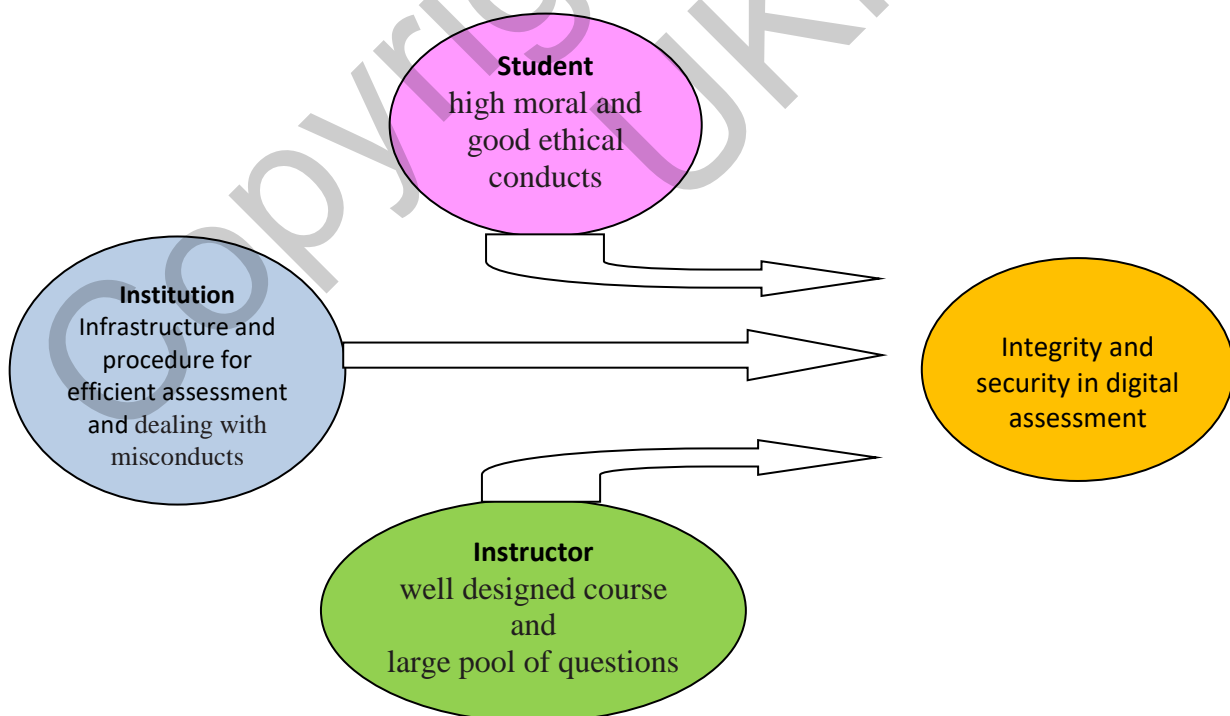 Student
high moral and
good ethical
conducts
Institution
Infrastructure and
procedure for
efficient assessment
and dealing with
misconducts
Integrity and
security in digital
assessment
Instructor
well designed course
and
large pool of questions